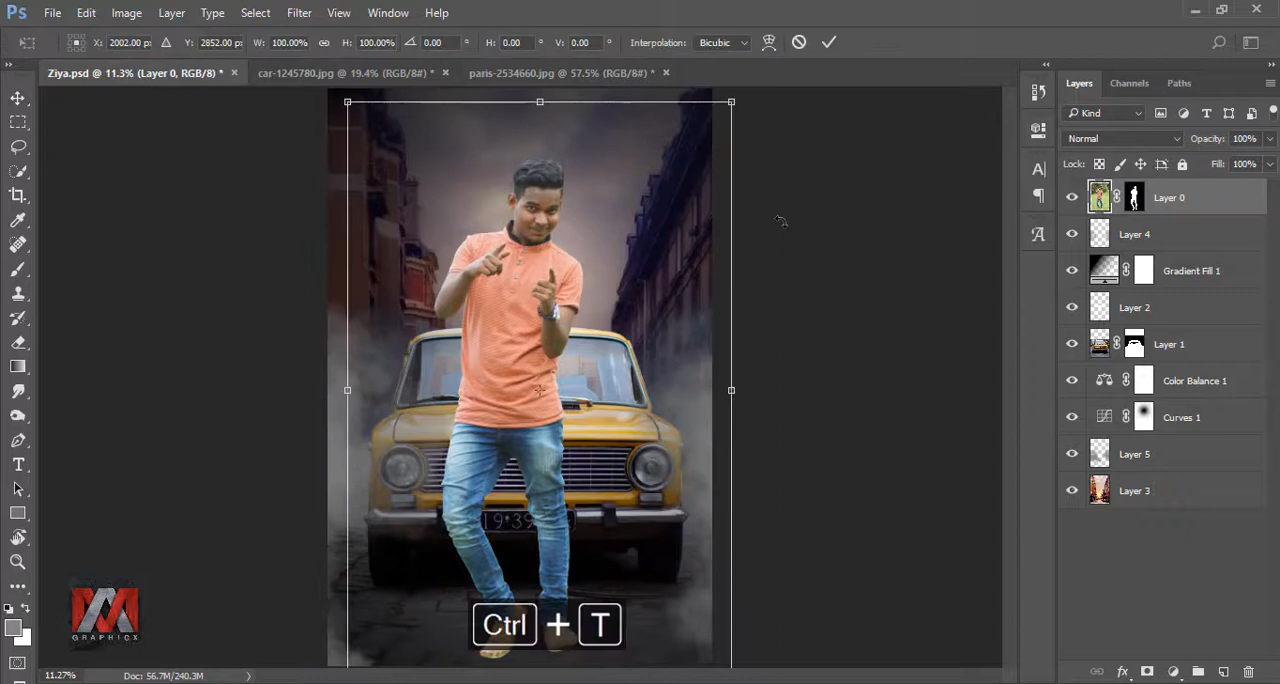 Ps File Edit Image Layer Type Select Filter View Window Help
X: 2002.00 px Y: 2852.00 px W: 100.00% H: 100.00% 0.00 ° H: 0.00 ° V: 0.00 ° Interpolation: Bicubic
Ziya.psd @ 11.3% (Layer 0, RGB/8) * × car-1245780.jpg @ 19.4% (RGB/8#) * × paris-2534660.jpg @ 57.5% (RGB/8#) * ×
Layers Channels Paths
Kind
Normal Opacity: 100%
Lock: Fill: 100%
Layer 0
Layer 4
Gradient Fill 1
Layer 2
Layer 1
Color Balance 1
Curves 1
Layer 5
Layer 3
Ctrl + T
GRAPHICX
11.27% Doc: 56.7M/240.3M